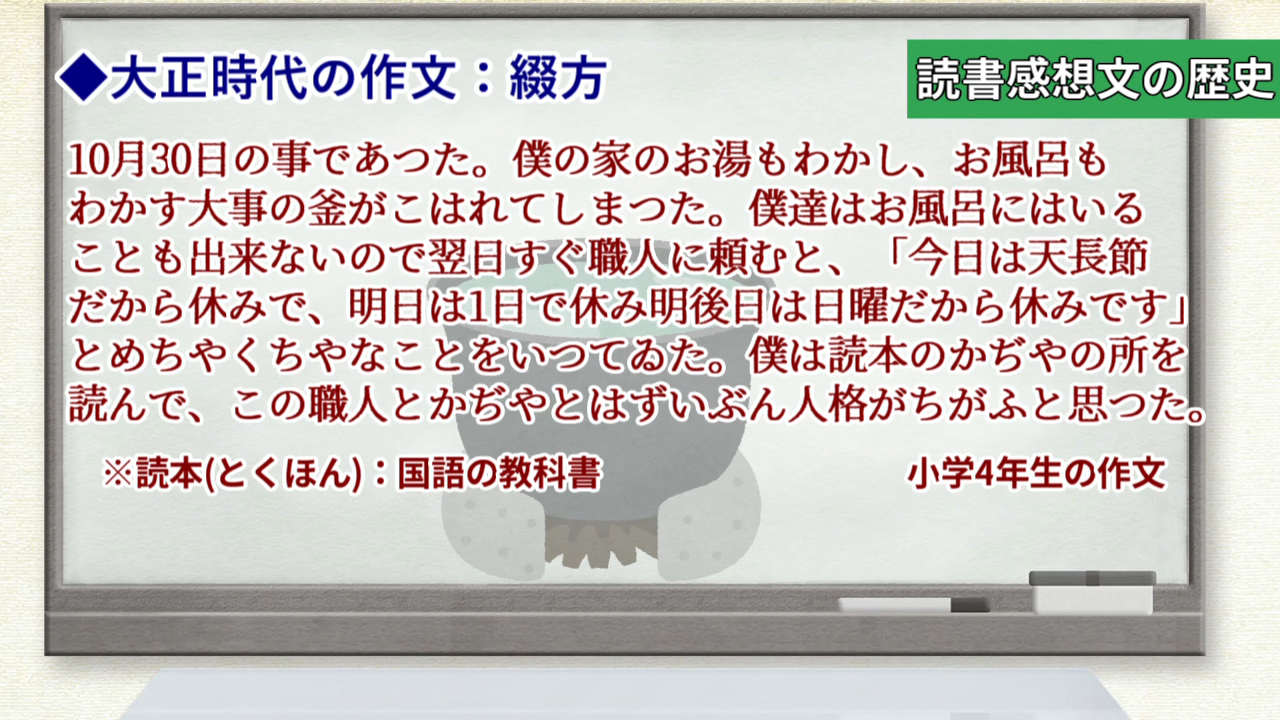 ◆大正時代の作文：綴方
読書感想文の歴史
10月30日の事であつた。僕の家のお湯もわかし、お風呂も
わかす大事の釜がこはれてしまつた。僕達はお風呂にはいる
ことも出来ないので翌日すぐ職人に頼むと、「今日は天長節
だから休みで、明日は1日で休み明後日は日曜だから休みです」
とめちやくちやなことをいつてゐた。僕は読本のかぢやの所を
読んで、この職人とかぢやとはずいぶん人格がちがふと思つた。
※読本(とくほん)：国語の教科書
小学4年生の作文